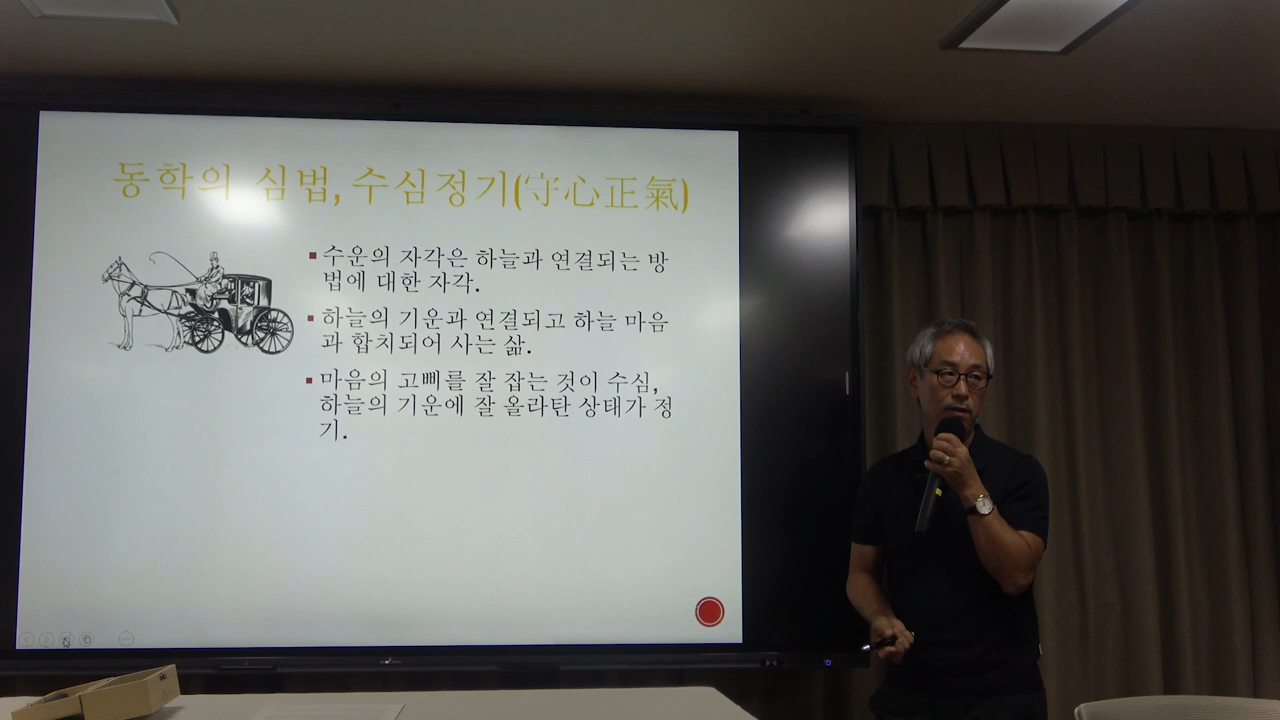 동학의 심법, 수심정기(守心正氣)
▪수운의 자각은 하늘과 연결되는 방
법에 대한 자각.
▪하늘의 기운과 연결되고 하늘 마음
과 합치되어 사는 삶.
▪마음의 고삐를 잘 잡는 것이 수심,
하늘의 기운에 잘 올라탄 상태가 정
기.